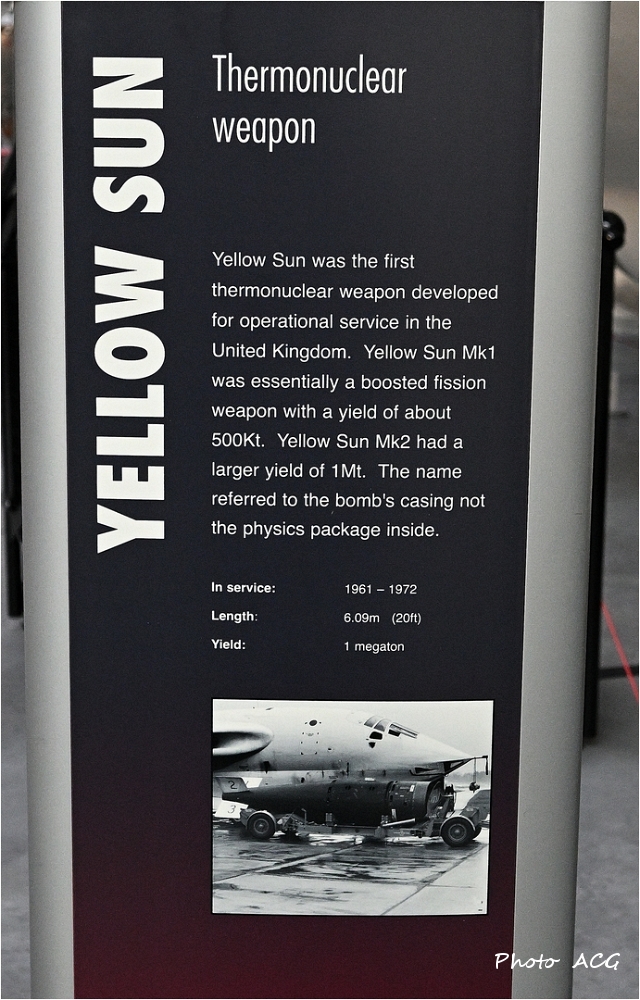 YELLOW SUN
Thermonuclear
weapon
Yellow Sun was the first
thermonuclear weapon developed
for operational service in the
United Kingdom. Yellow Sun Mk1
was essentially a boosted fission
weapon with a yield of about
500Kt. Yellow Sun Mk2 had a
larger yield of 1Mt. The name
referred to the bomb's casing not
the physics package inside.
In service: 1961 – 1972
Length: 6.09m (20ft)
Yield: 1 megaton
2
3
Photo ACG